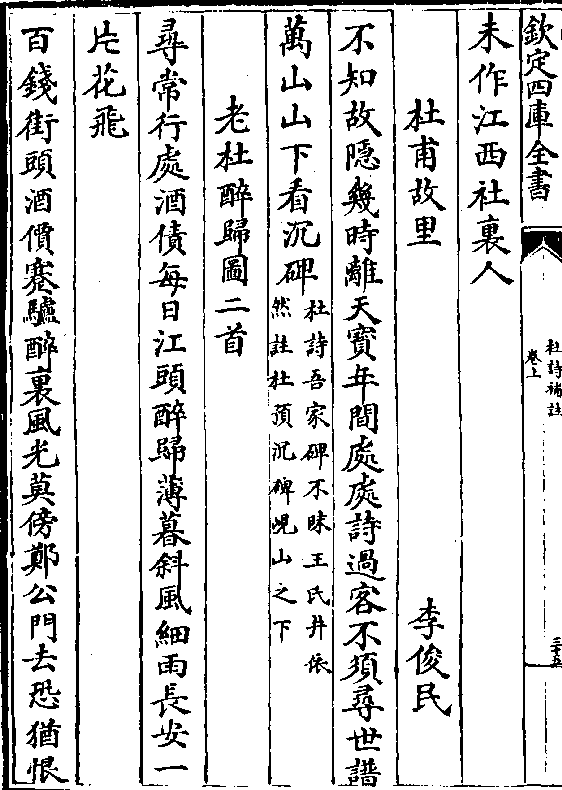 欽定四庫全書
杜詩補註
卷上
三十五
未作江西社裏人
杜甫故里
李俊民
不知故隠幾時離天寳年間處處詩過客不須尋世譜
萬山山下看沉碑
杜詩吾家碑不昧王氏井依
然註杜預沉碑峴山之下
老杜醉歸圖二首
尋常行處酒債每日江頭醉歸薄暮斜風細雨長安一
片花飛
百錢街頭酒價蹇驢醉裏風光莫傍鄭公門去恐猶恨